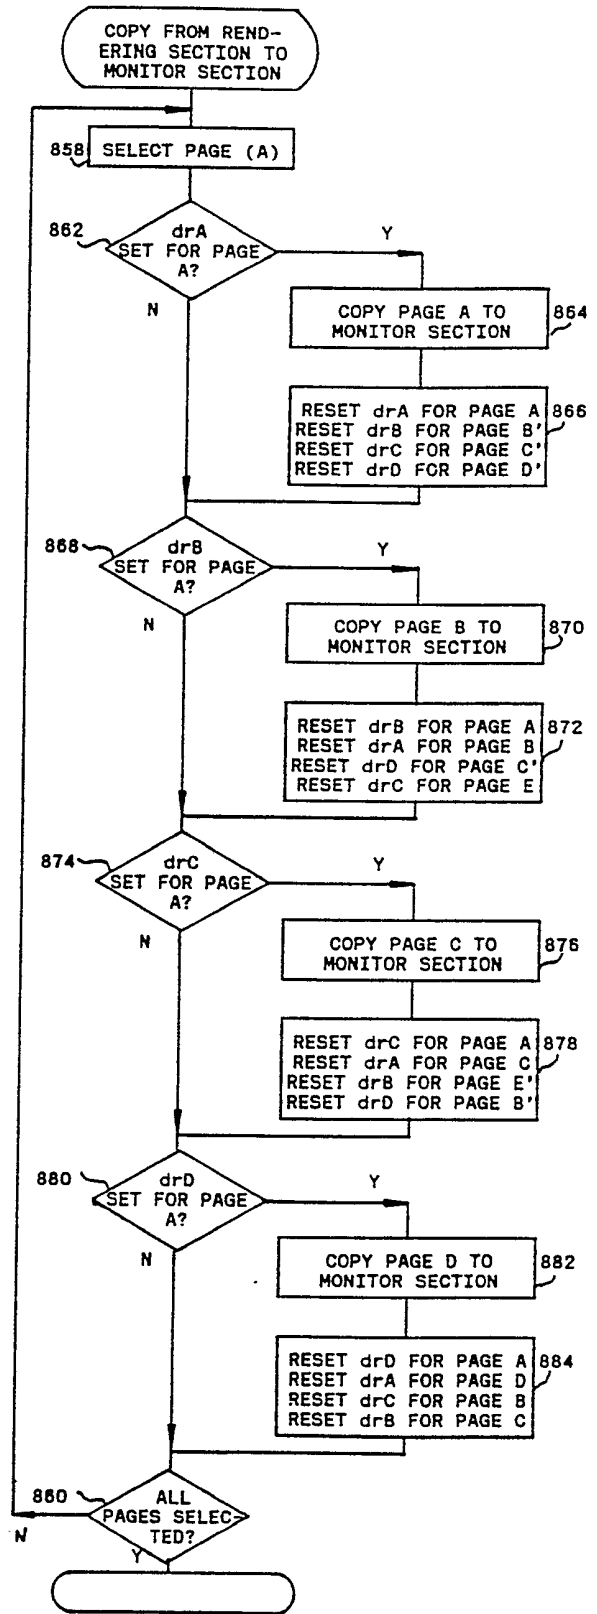 COPY FROM REND-
ERING SECTION TO
MONITOR SECTION
858
SELECT PAGE (A)
862
drA
SET FOR PAGE
A?
Y
N
COPY PAGE A TO
MONITOR SECTION
864
RESET drA FOR PAGE A
RESET drB FOR PAGE B'
RESET drC FOR PAGE C'
RESET drD FOR PAGE D'
866
868
drB
SET FOR PAGE
A?
Y
N
COPY PAGE B TO
MONITOR SECTION
870
RESET drB FOR PAGE A
RESET drA FOR PAGE B
RESET drD FOR PAGE C'
RESET drC FOR PAGE E
872
874
drC
SET FOR PAGE
A?
Y
N
COPY PAGE C TO
MONITOR SECTION
876
RESET drC FOR PAGE A
RESET drA FOR PAGE C
RESET drB FOR PAGE E'
RESET drD FOR PAGE B'
878
880
drD
SET FOR PAGE
A?
Y
N
COPY PAGE D TO
MONITOR SECTION
882
RESET drD FOR PAGE A
RESET drA FOR PAGE D
RESET drC FOR PAGE B
RESET drB FOR PAGE C
884
860
ALL
PAGES SELEC-
TED?
N
Y